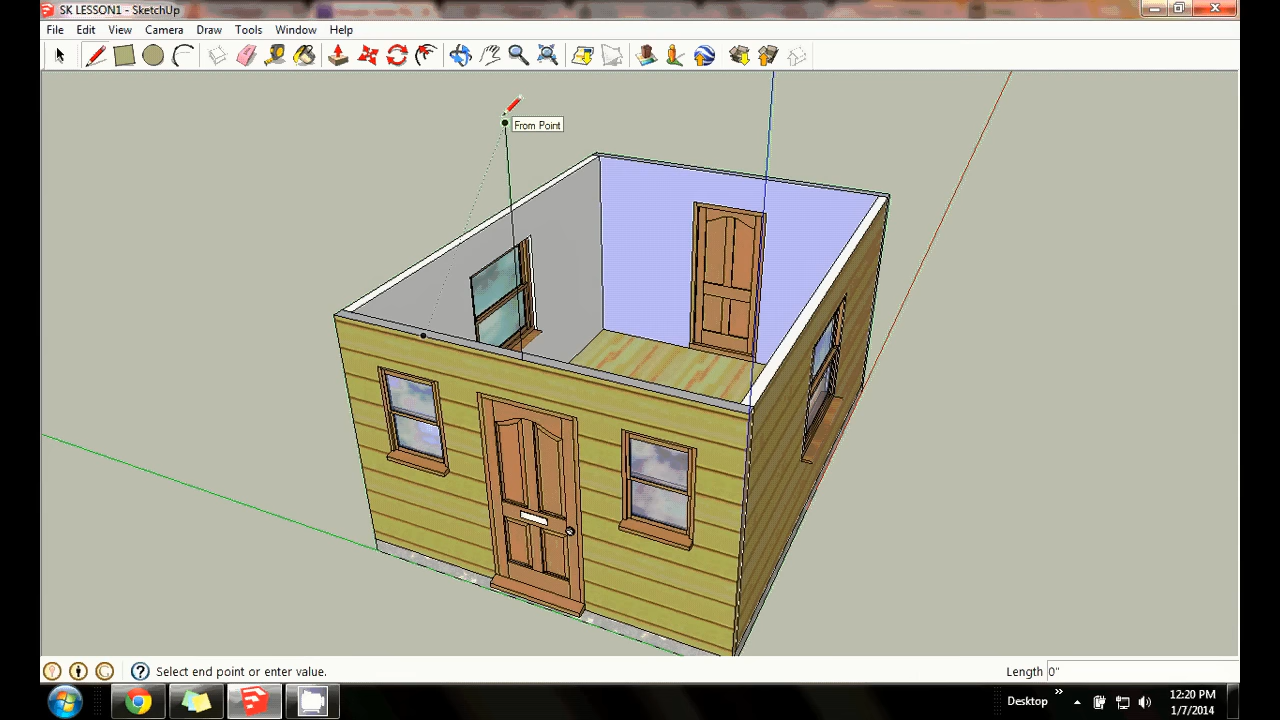 SK LESSON1 - SketchUp
File Edit View Camera Draw Tools Window Help
From Point
Select end point or enter value.
Length 0"
Desktop
12:20 PM
1/7/2014